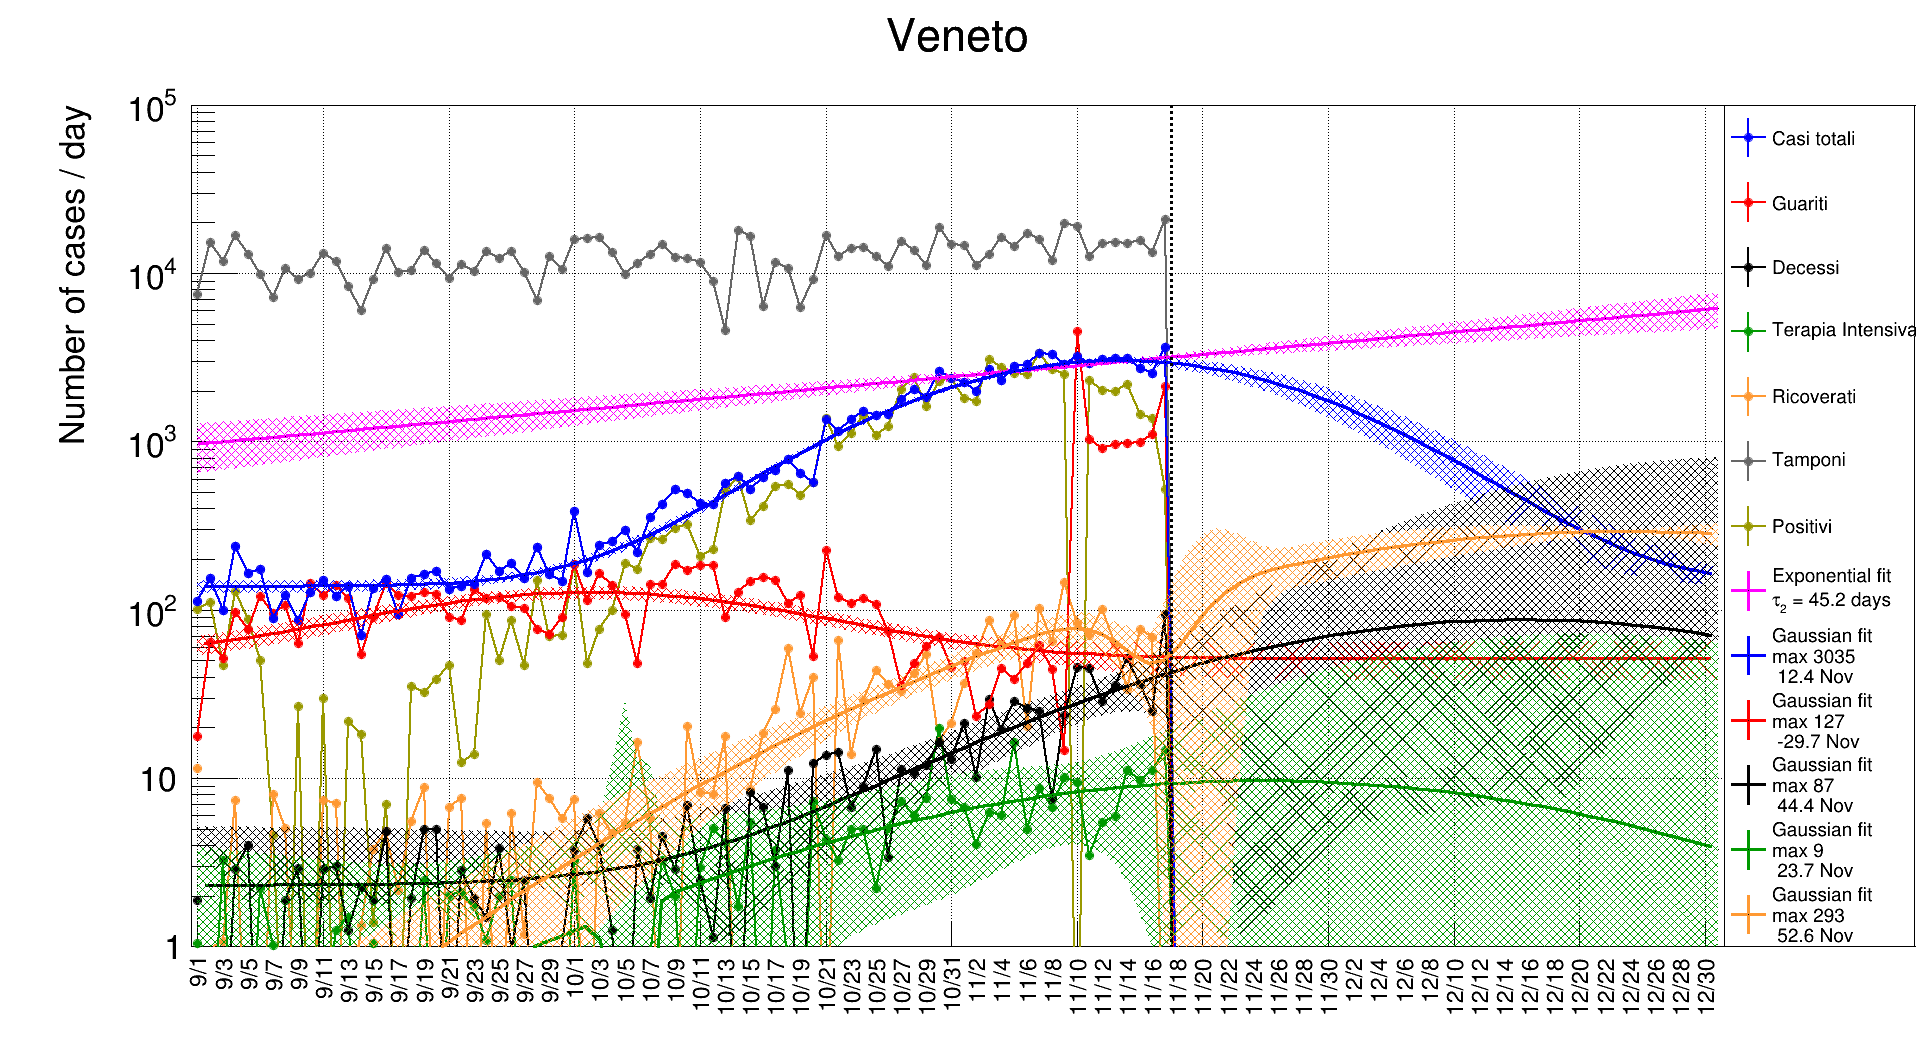 Veneto
Number of cases / day
10^5
10^4
10^3
10^2
10
1
9/1
9/3
9/5
9/7
9/9
9/11
9/13
9/15
9/17
9/19
9/21
9/23
9/25
9/27
9/29
10/1
10/3
10/5
10/7
10/9
10/11
10/13
10/15
10/17
10/19
10/21
10/23
10/25
10/27
10/29
10/31
11/2
11/4
11/6
11/8
11/10
11/12
11/14
11/16
11/18
11/20
11/22
11/24
11/26
11/28
11/30
12/2
12/4
12/6
12/8
12/10
12/12
12/14
12/16
12/18
12/20
12/22
12/24
12/26
12/28
12/30
Casi totali
Guariti
Decessi
Terapia Intensiva
Ricoverati
Tamponi
Positivi
Exponential fit
τ₂ = 45.2 days
Gaussian fit
max 3035
12.4 Nov
Gaussian fit
max 127
-29.7 Nov
Gaussian fit
max 87
44.4 Nov
Gaussian fit
max 9
23.7 Nov
Gaussian fit
max 293
52.6 Nov